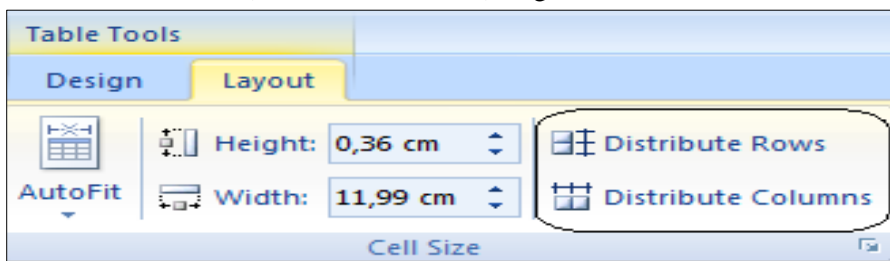 Table Tools
Design Layout
Height: 0,36 cm Distribute Rows
AutoFit Width: 11,99 cm Distribute Columns
Cell Size